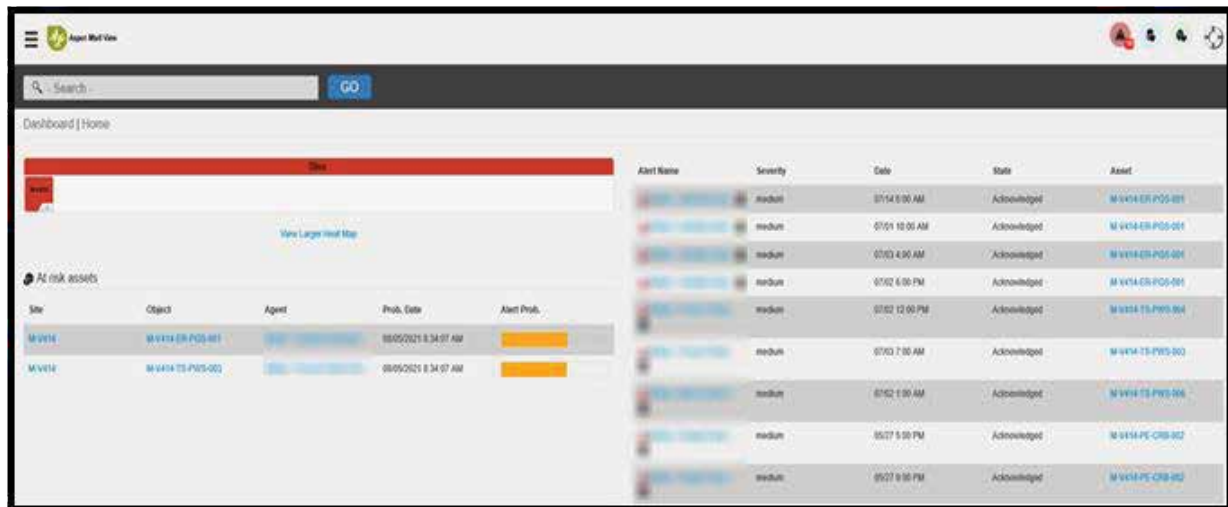 Aspen Mtell View
- Search -
GO
Dashboard | Home
Sites
View Larger Heat Map
At risk assets
Site Object Agent Prob. Date Alert Prob.
M-V414 M-V414-ER-PGS-001 08/05/2021 8:34:07 AM
M-V414 M-V414-TS-PWS-003 08/05/2021 8:34:07 AM
Alert Name Severity Date State Asset
medium 07/14 5:00 AM Acknowledged M-V414-ER-PGS-001
medium 07/01 10:00 AM Acknowledged M-V414-ER-PGS-001
medium 07/03 4:00 AM Acknowledged M-V414-ER-PGS-001
medium 07/02 6:00 PM Acknowledged M-V414-ER-PGS-001
medium 07/02 12:00 PM Acknowledged M-V414-TS-PWS-004
medium 07/03 7:00 AM Acknowledged M-V414-TS-PWS-003
medium 07/02 1:00 AM Acknowledged M-V414-TS-PWS-006
medium 05/27 5:00 PM Acknowledged M-V414-PE-CRB-002
medium 05/27 9:00 PM Acknowledged M-V414-PE-CRB-002